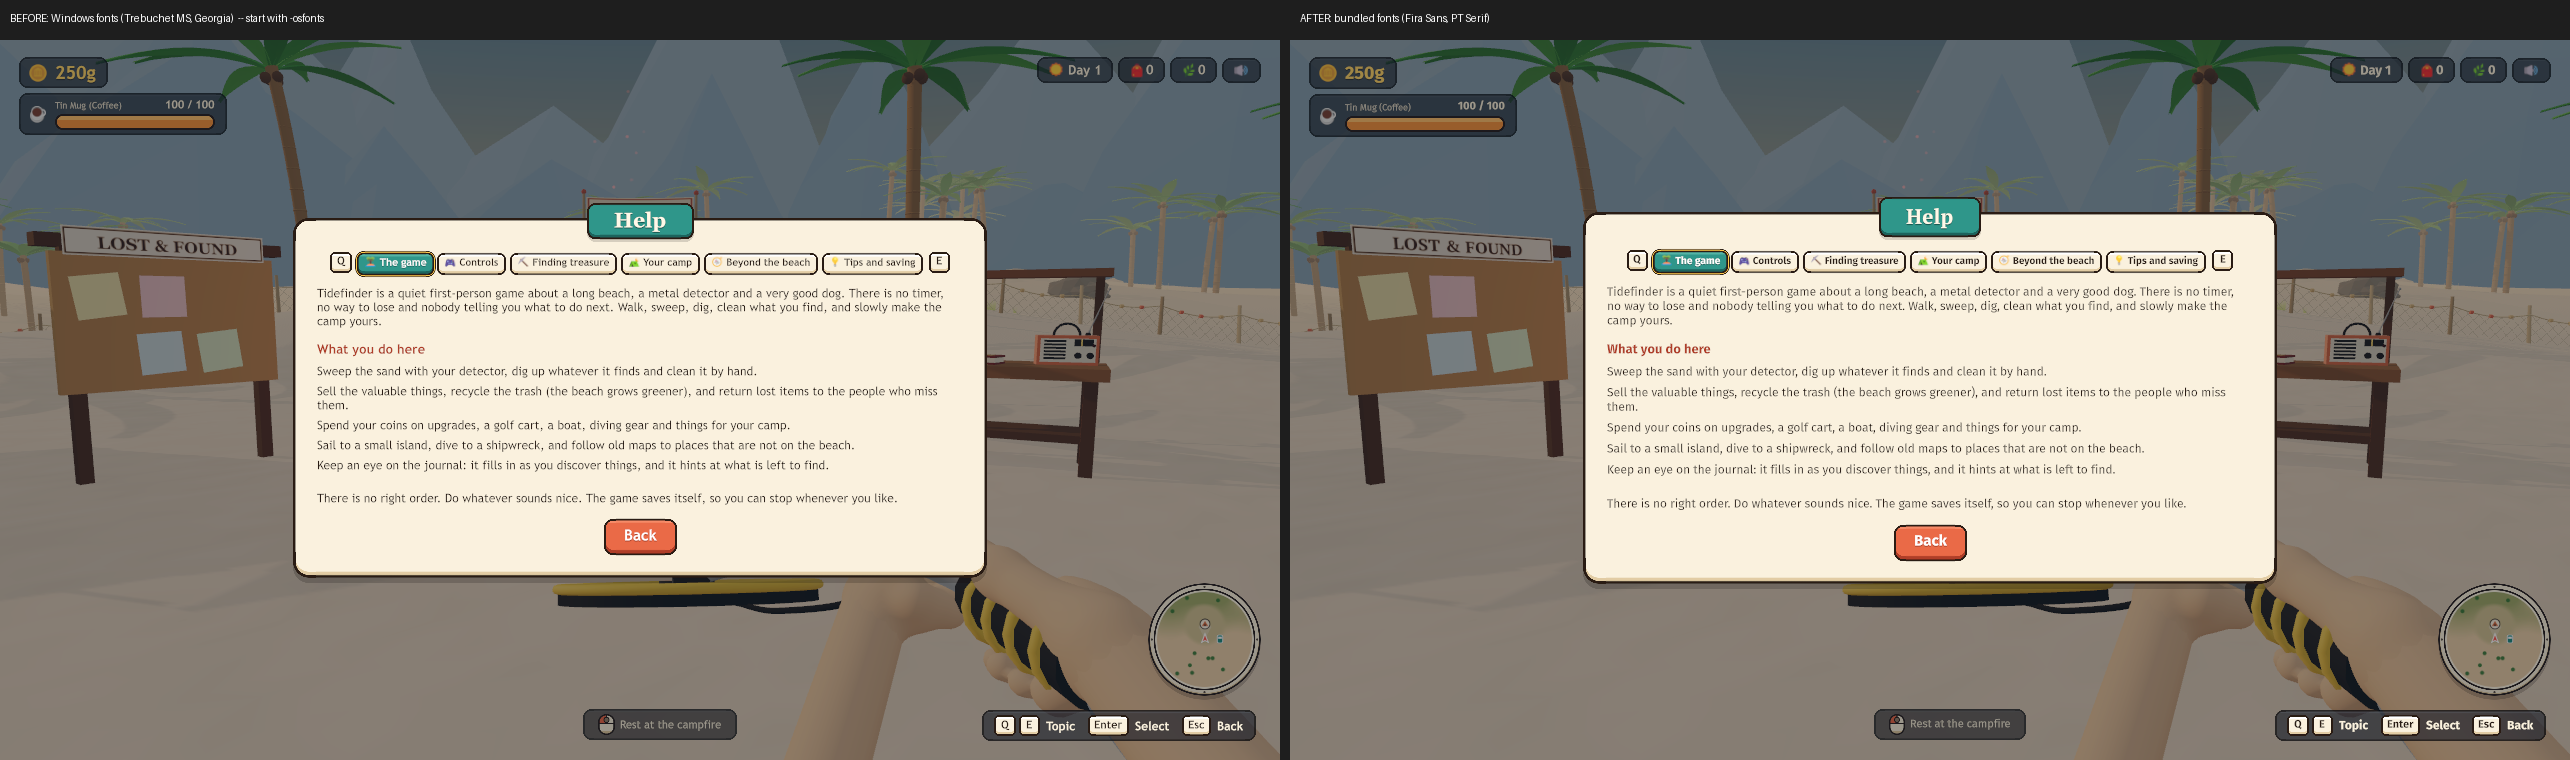 BEFORE: Windows fonts (Trebuchet MS, Georgia) -- start with -osfonts
250g
Tin Mug (Coffee) 100 / 100
Day 1 0 0
LOST & FOUND
Help
Q The game Controls Finding treasure Your camp Beyond the beach Tips and saving E
Tidefinder is a quiet first-person game about a long beach, a metal detector and a very good dog. There is no timer,
no way to lose and nobody telling you what to do next. Walk, sweep, dig, clean what you find, and slowly make the
camp yours.
What you do here
Sweep the sand with your detector, dig up whatever it finds and clean it by hand.
Sell the valuable things, recycle the trash (the beach grows greener), and return lost items to the people who miss
them.
Spend your coins on upgrades, a golf cart, a boat, diving gear and things for your camp.
Sail to a small island, dive to a shipwreck, and follow old maps to places that are not on the beach.
Keep an eye on the journal: it fills in as you discover things, and it hints at what is left to find.
There is no right order. Do whatever sounds nice. The game saves itself, so you can stop whenever you like.
Back
Rest at the campfire
Q E Topic Enter Select Esc Back
AFTER: bundled fonts (Fira Sans, PT Serif)
250g
Tin Mug (Coffee) 100 / 100
Day 1 0 0
LOST & FOUND
Help
Q The game Controls Finding treasure Your camp Beyond the beach Tips and saving E
Tidefinder is a quiet first-person game about a long beach, a metal detector and a very good dog. There is no timer,
no way to lose and nobody telling you what to do next. Walk, sweep, dig, clean what you find, and slowly make the
camp yours.
What you do here
Sweep the sand with your detector, dig up whatever it finds and clean it by hand.
Sell the valuable things, recycle the trash (the beach grows greener), and return lost items to the people who miss
them.
Spend your coins on upgrades, a golf cart, a boat, diving gear and things for your camp.
Sail to a small island, dive to a shipwreck, and follow old maps to places that are not on the beach.
Keep an eye on the journal: it fills in as you discover things, and it hints at what is left to find.
There is no right order. Do whatever sounds nice. The game saves itself, so you can stop whenever you like.
Back
Rest at the campfire
Q E Topic Enter Select Esc Back